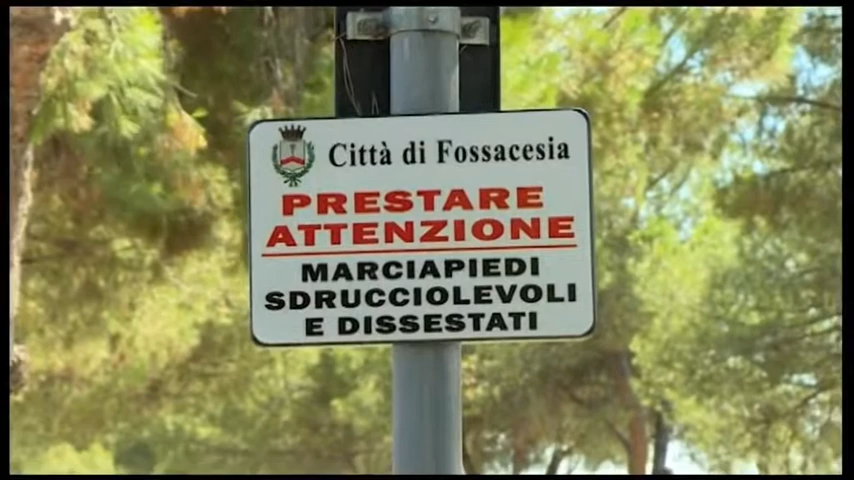 Città di Fossacesia
PRESTARE
ATTENZIONE
MARCIAPIEDI
SDRUCCIOLEVOLI
E DISSESTATI